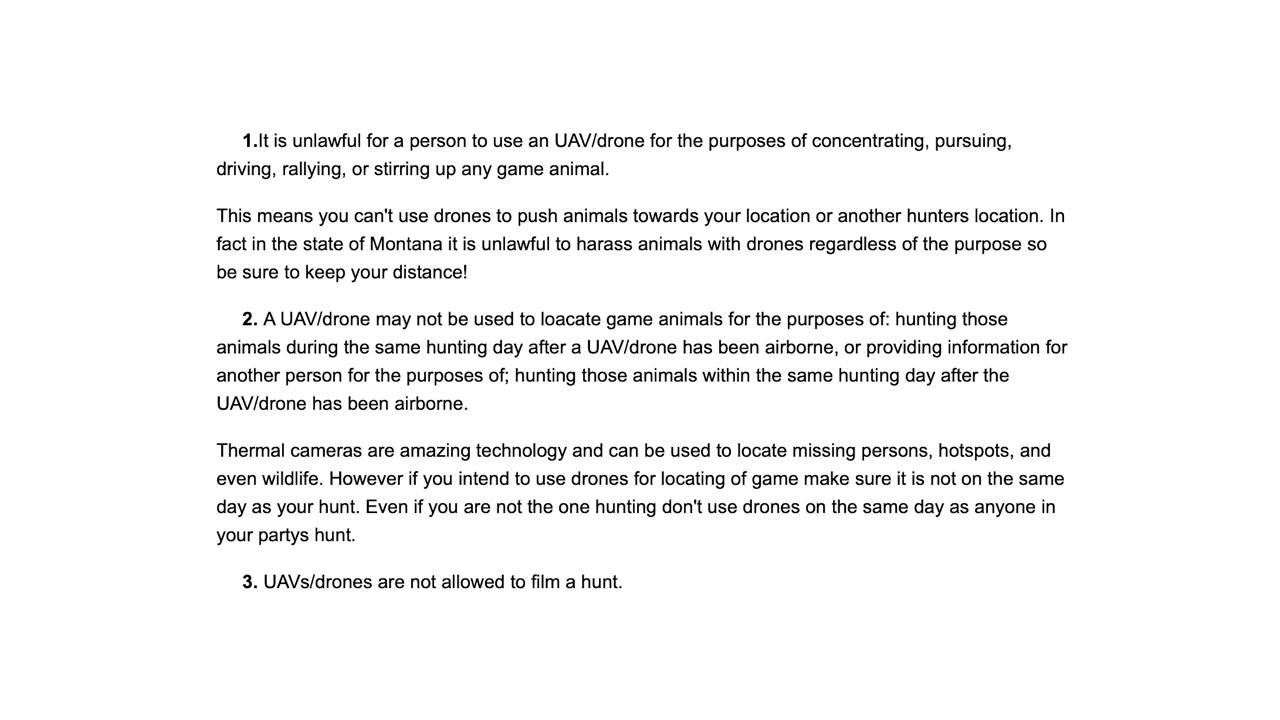 1.It is unlawful for a person to use an UAV/drone for the purposes of concentrating, pursuing,
driving, rallying, or stirring up any game animal.
This means you can't use drones to push animals towards your location or another hunters location. In
fact in the state of Montana it is unlawful to harass animals with drones regardless of the purpose so
be sure to keep your distance!
2. A UAV/drone may not be used to loacate game animals for the purposes of: hunting those
animals during the same hunting day after a UAV/drone has been airborne, or providing information for
another person for the purposes of; hunting those animals within the same hunting day after the
UAV/drone has been airborne.
Thermal cameras are amazing technology and can be used to locate missing persons, hotspots, and
even wildlife. However if you intend to use drones for locating of game make sure it is not on the same
day as your hunt. Even if you are not the one hunting don't use drones on the same day as anyone in
your partys hunt.
3. UAVs/drones are not allowed to film a hunt.